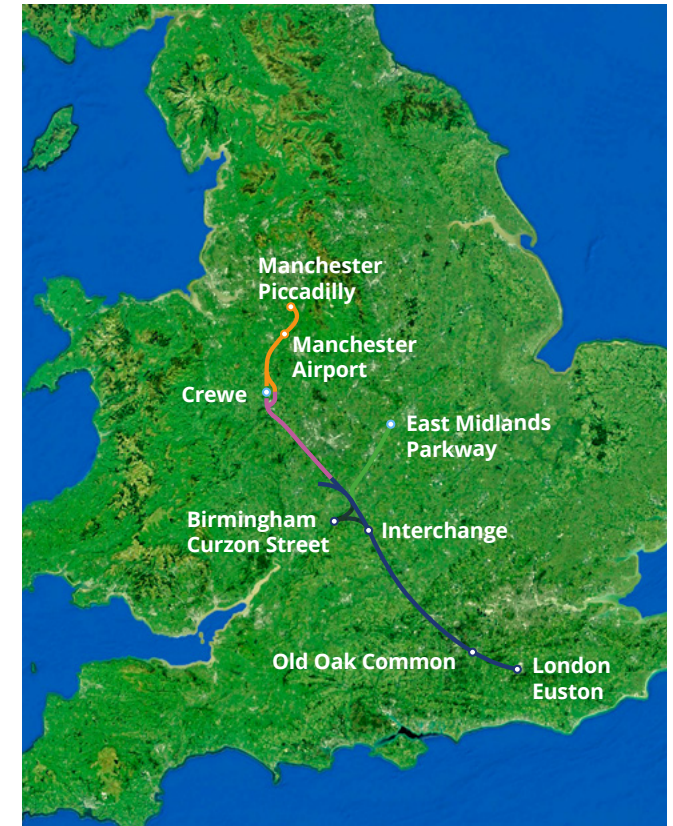 Manchester
Piccadilly
Manchester
Airport
Crewe
East Midlands
Parkway
Birmingham
Curzon Street
Interchange
Old Oak Common
London
Euston